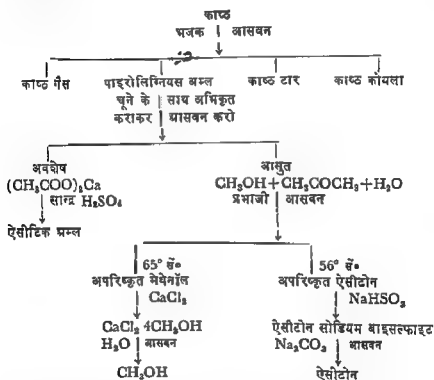 काष्ठ
भंजक आसवन
काष्ठ गैस पाइरोलिग्नियस अम्ल काष्ठ टार काष्ठ कोयला
चूने के साथ अभिकृत
कराकर आसवन करो
अवशेष आसुत
(CH₃COO)₂Ca CH₃OH+CH₃COCH₃+H₂O
सान्द्र H₂SO₄ प्रभाजी आसवन
ऐसीटिक अम्ल
65° सें० 56° सें०
अपरिष्कृत मेथेनॉल अपरिष्कृत ऐसीटोन
CaCl₂ NaHSO₃
CaCl₂ 4CH₃OH ऐसीटोन सोडियम बाइसल्फाइट
H₂O आसवन Na₂CO₃ आसवन
CH₃OH ऐसीटोन